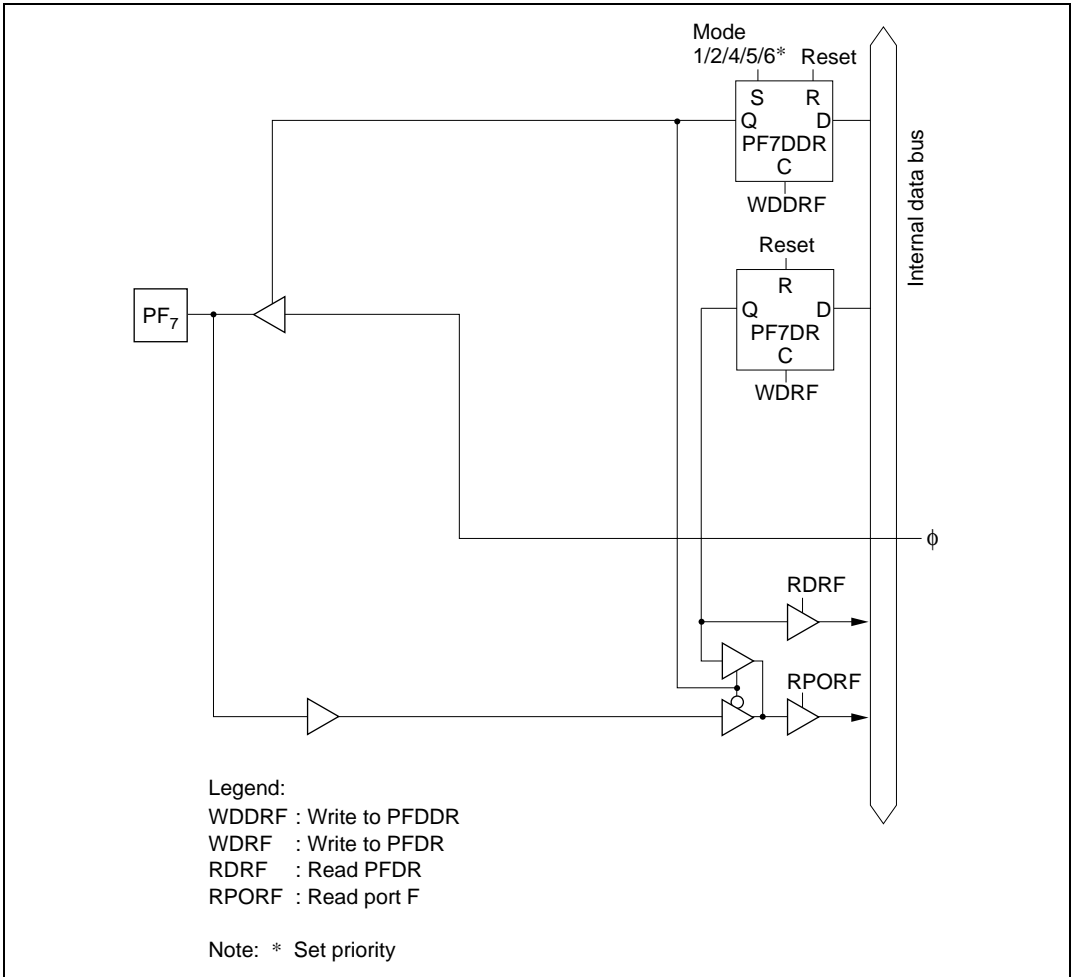 Mode
1/2/4/5/6* Reset
S R
Q D
PF7DDR
C
WDDRF
Internal data bus
Reset
R
Q D
PF7DR
C
WDRF
PF₇
ϕ
RDRF
RPORF
Legend:
WDDRF : Write to PFDDR
WDRF : Write to PFDR
RDRF : Read PFDR
RPORF : Read port F
Note: * Set priority